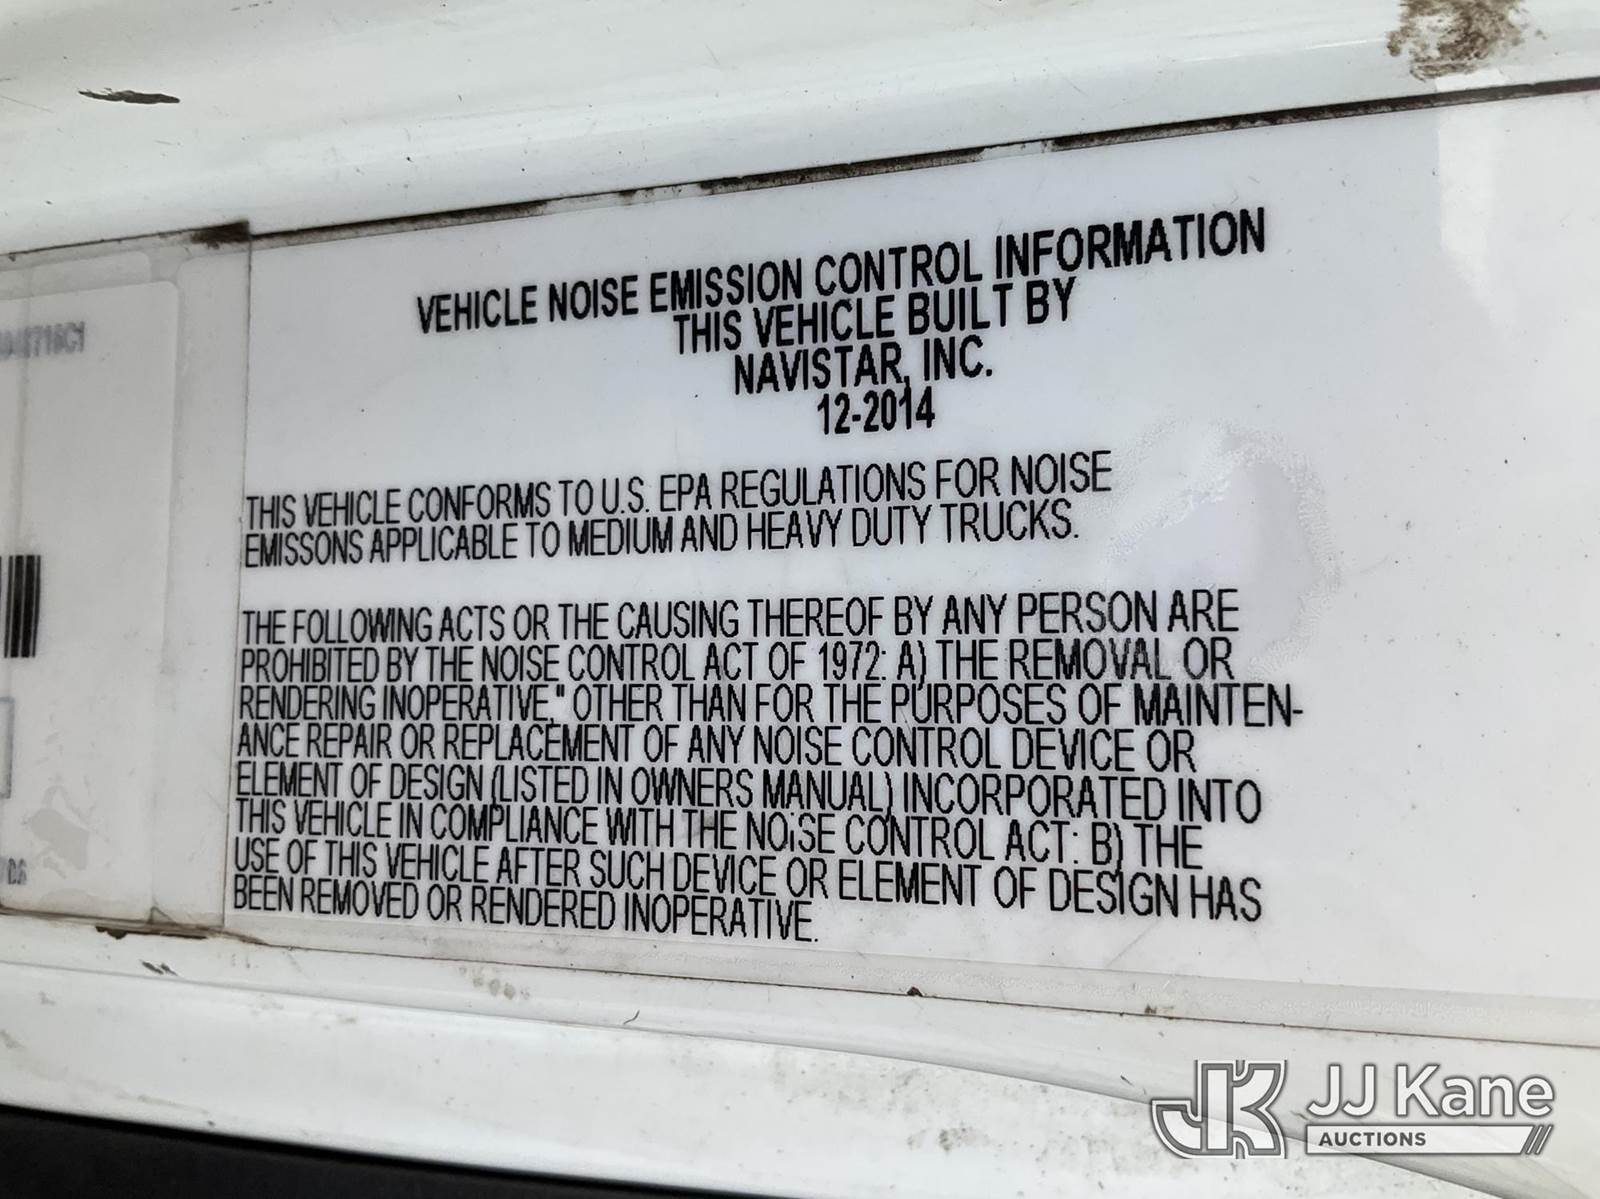 VEHICLE NOISE EMISSION CONTROL INFORMATION
THIS VEHICLE BUILT BY
NAVISTAR, INC.
12-2014
THIS VEHICLE CONFORMS TO U.S. EPA REGULATIONS FOR NOISE
EMISSONS APPLICABLE TO MEDIUM AND HEAVY DUTY TRUCKS.
THE FOLLOWING ACTS OR THE CAUSING THEREOF BY ANY PERSON ARE
PROHIBITED BY THE NOISE CONTROL ACT OF 1972: A) THE REMOVAL OR
RENDERING INOPERATIVE," OTHER THAN FOR THE PURPOSES OF MAINTEN-
ANCE REPAIR OR REPLACEMENT OF ANY NOISE CONTROL DEVICE OR
ELEMENT OF DESIGN (LISTED IN OWNERS MANUAL) INCORPORATED INTO
THIS VEHICLE IN COMPLIANCE WITH THE NOiSE CONTROL ACT: B) THE
USE OF THIS VEHICLE AFTER SUCH DEVICE OR ELEMENT OF DESIGN HAS
BEEN REMOVED OR RENDERED INOPERATIVE.
JK JJ Kane
AUCTIONS